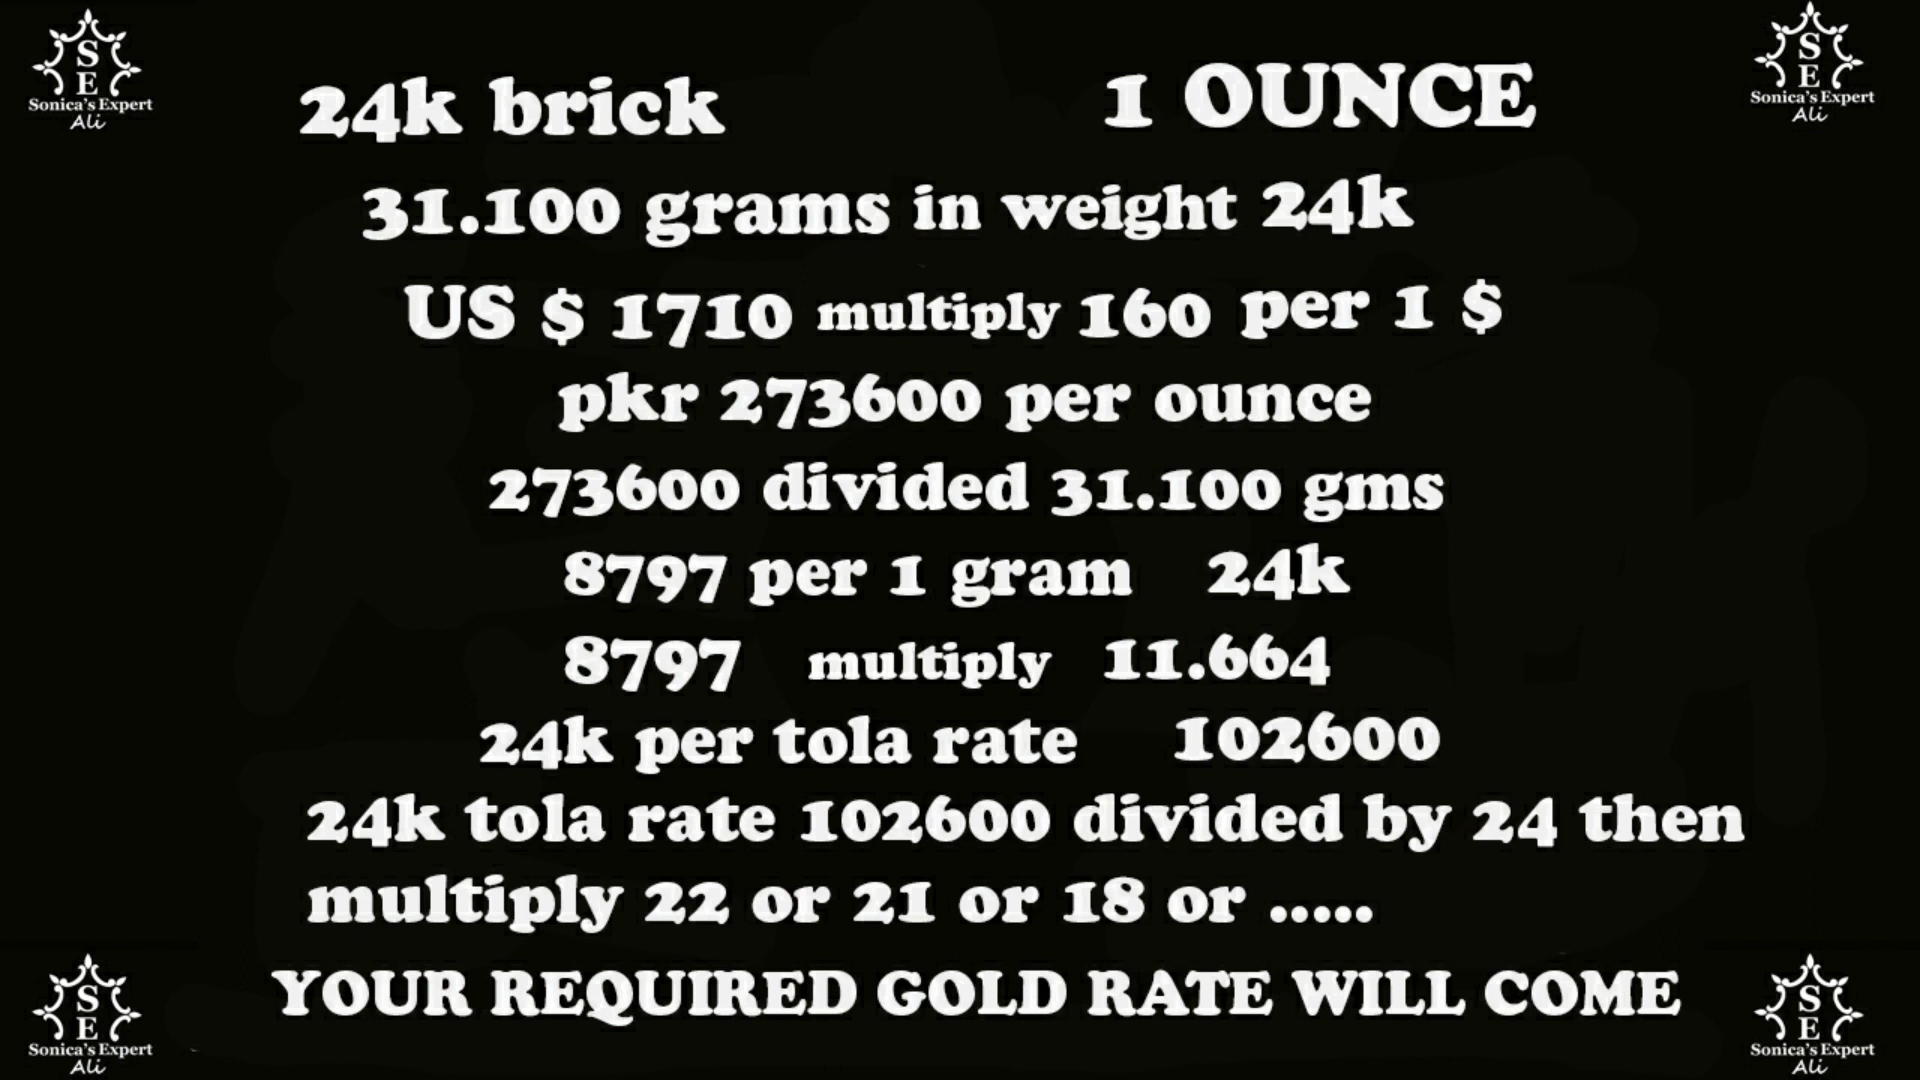 S
E
Sonica's Expert
Ali
S
E
Sonica's Expert
Ali
24k brick 1 OUNCE
31.100 grams in weight 24k
US $ 1710 multiply 160 per 1 $
pkr 273600 per ounce
273600 divided 31.100 gms
8797 per 1 gram 24k
8797 multiply 11.664
24k per tola rate 102600
24k tola rate 102600 divided by 24 then
multiply 22 or 21 or 18 or .....
YOUR REQUIRED GOLD RATE WILL COME
S
E
Sonica's Expert
Ali
S
E
Sonica's Expert
Ali